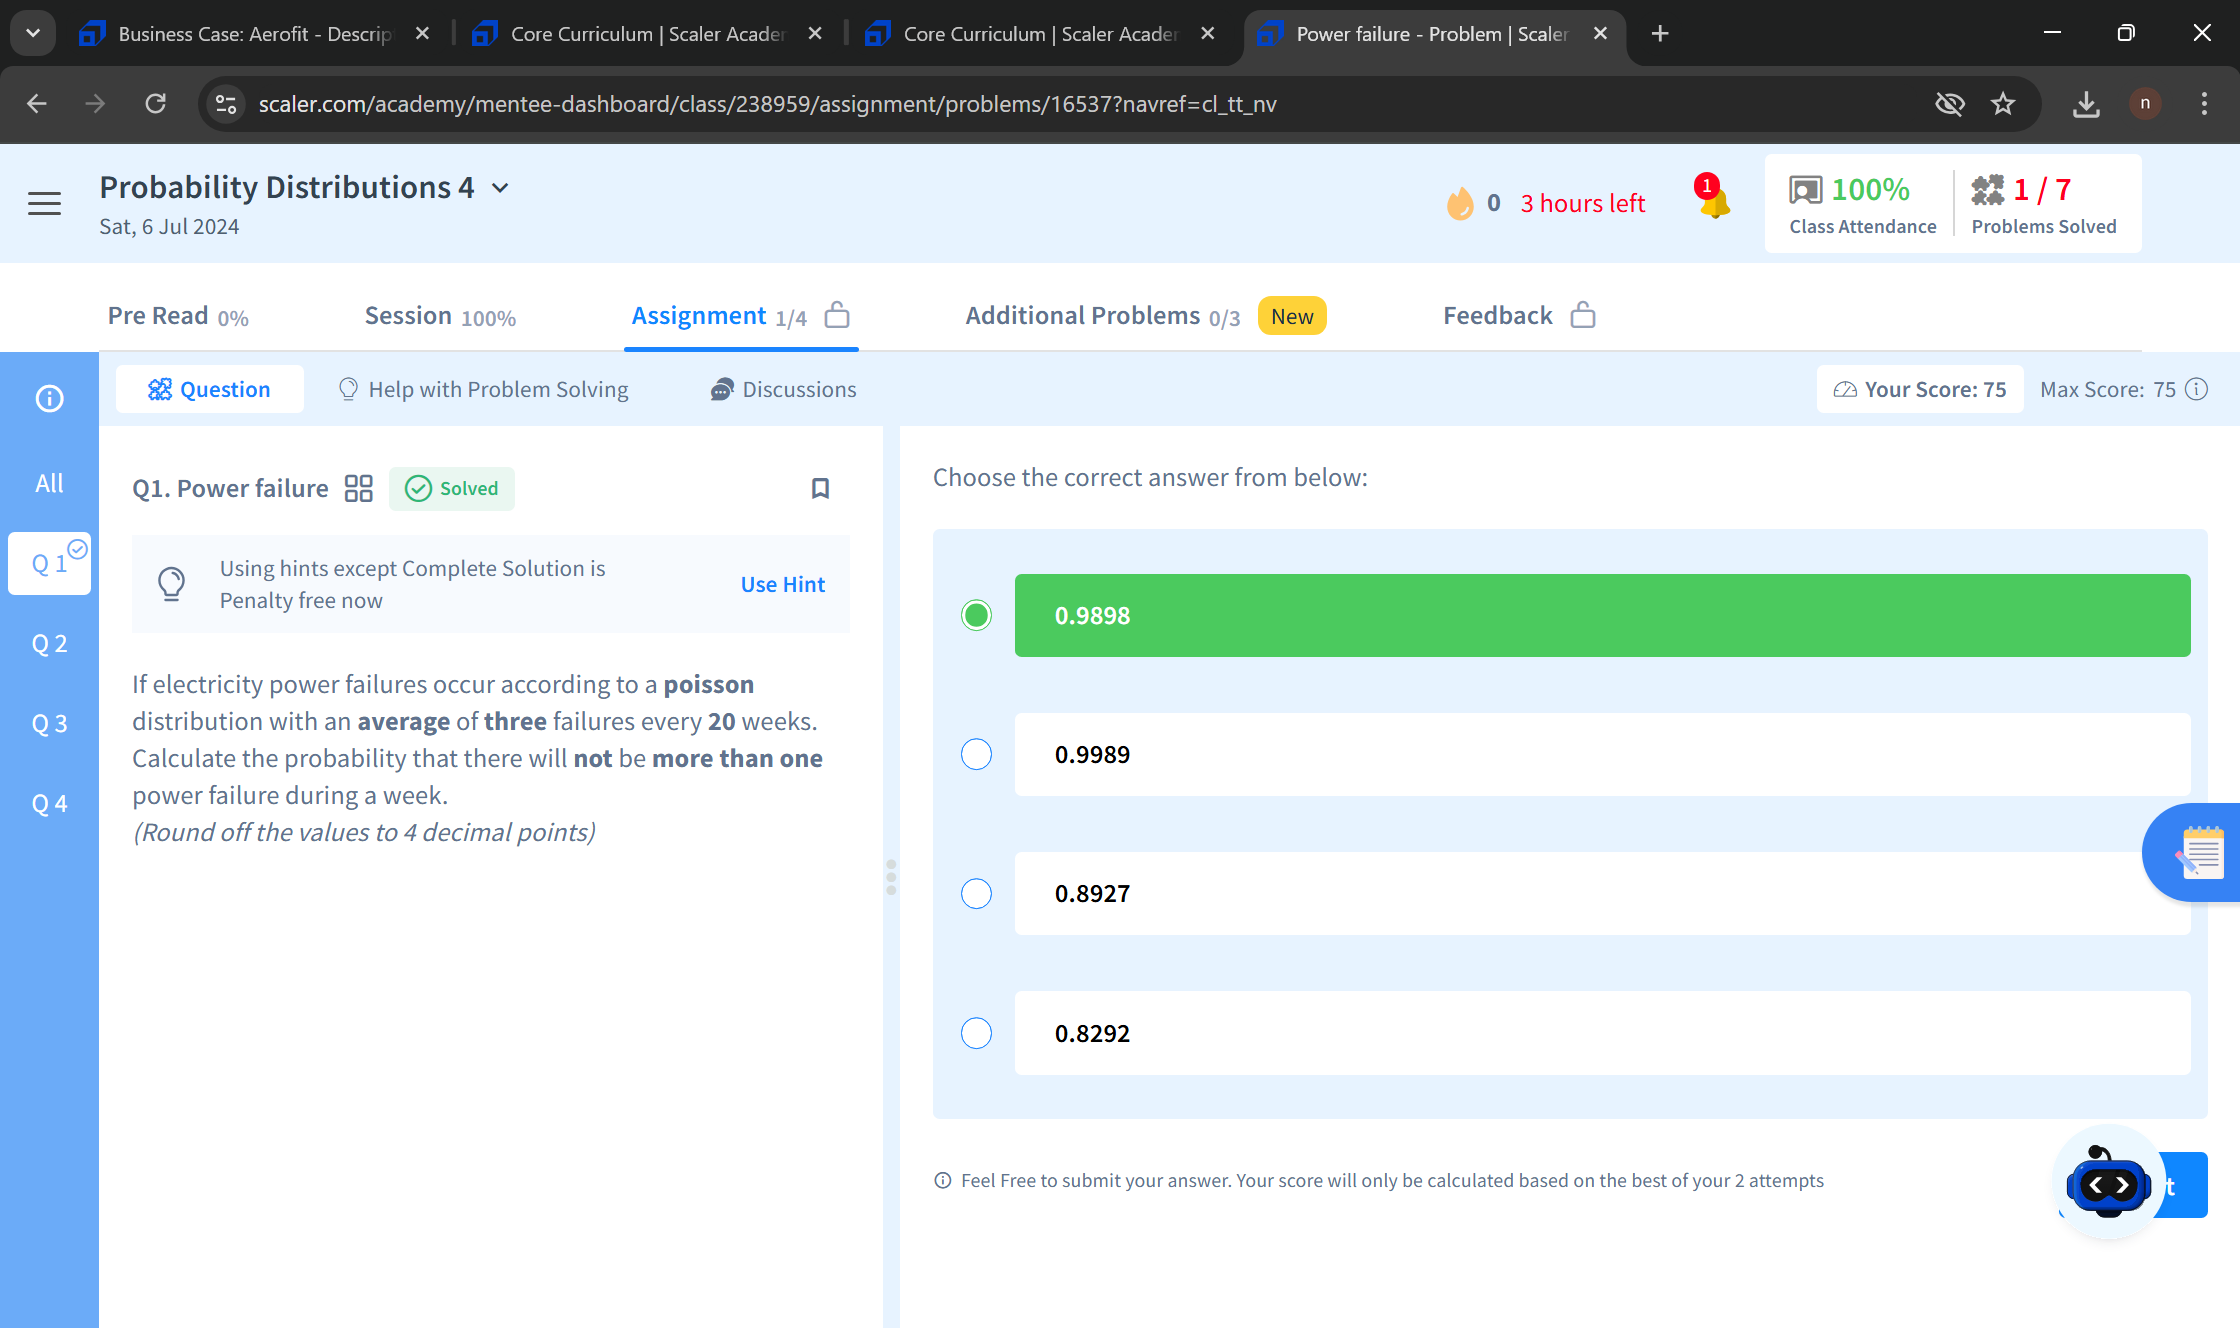 Business Case: Aerofit - Descrip
Core Curriculum | Scaler Acader
Core Curriculum | Scaler Acader
Power failure - Problem | Scaler
scaler.com/academy/mentee-dashboard/class/238959/assignment/problems/16537?navref=cl_tt_nv
n
Probability Distributions 4
Sat, 6 Jul 2024
0
3 hours left
1
100%
Class Attendance
1 / 7
Problems Solved
Pre Read 0%
Session 100%
Assignment 1/4
Additional Problems 0/3
New
Feedback
Question
Help with Problem Solving
Discussions
Your Score: 75
Max Score: 75
All
Q 1
Q 2
Q 3
Q 4
Q1. Power failure
Solved
Using hints except Complete Solution is
Penalty free now
Use Hint
If electricity power failures occur according to a poisson
distribution with an average of three failures every 20 weeks.
Calculate the probability that there will not be more than one
power failure during a week.
(Round off the values to 4 decimal points)
Choose the correct answer from below:
0.9898
0.9989
0.8927
0.8292
Feel Free to submit your answer. Your score will only be calculated based on the best of your 2 attempts
t